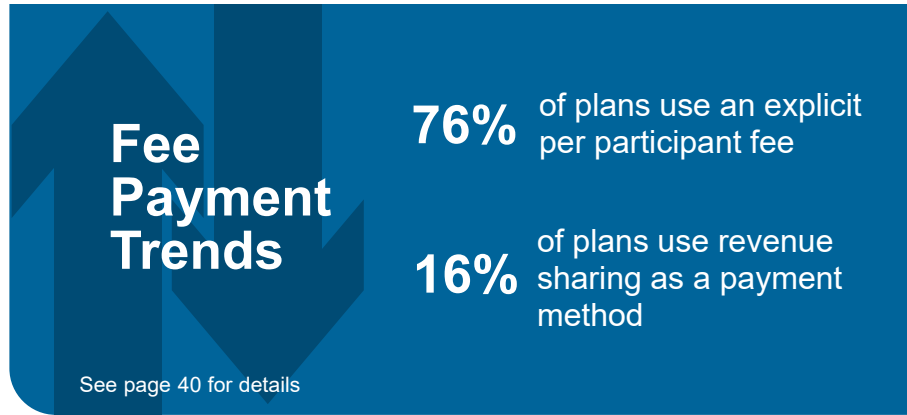 Fee
Payment
Trends
76%
of plans use an explicit
per participant fee
16%
of plans use revenue
sharing as a payment
method
See page 40 for details